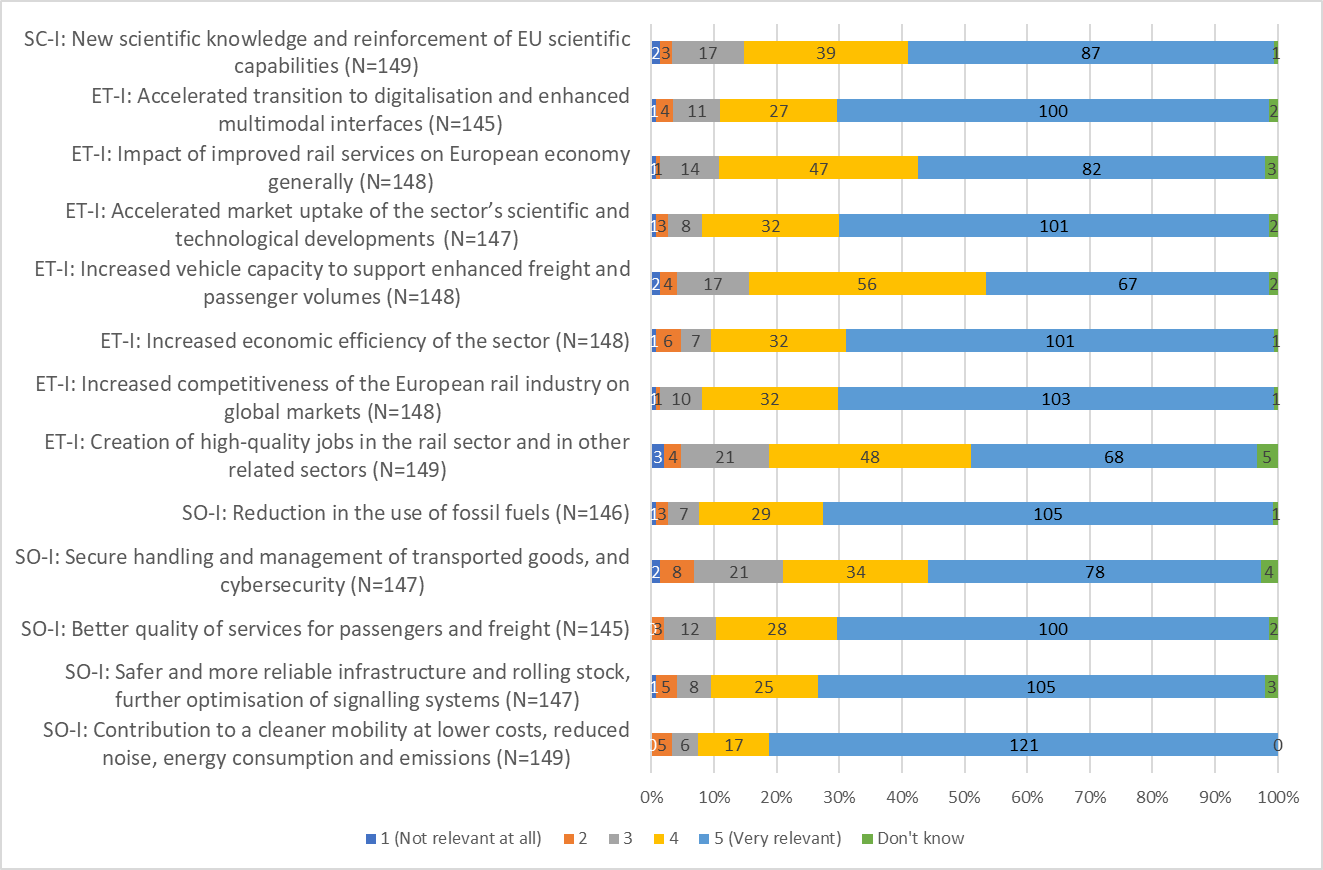 SC-I: New scientific knowledge and reinforcement of EU scientific
capabilities (N=149)
2 3 17 39 87 1
ET-I: Accelerated transition to digitalisation and enhanced
multimodal interfaces (N=145)
1 4 11 27 100 2
ET-I: Impact of improved rail services on European economy
generally (N=148)
1 1 14 47 82 3
ET-I: Accelerated market uptake of the sector’s scientific and
technological developments (N=147)
1 3 8 32 101 2
ET-I: Increased vehicle capacity to support enhanced freight and
passenger volumes (N=148)
2 4 17 56 67 2
ET-I: Increased economic efficiency of the sector (N=148)
1 6 7 32 101 1
ET-I: Increased competitiveness of the European rail industry on
global markets (N=148)
1 1 10 32 103 1
ET-I: Creation of high-quality jobs in the rail sector and in other
related sectors (N=149)
3 4 21 48 68 5
SO-I: Reduction in the use of fossil fuels (N=146)
1 3 7 29 105 1
SO-I: Secure handling and management of transported goods, and
cybersecurity (N=147)
2 8 21 34 78 4
SO-I: Better quality of services for passengers and freight (N=145)
0 3 12 28 100 2
SO-I: Safer and more reliable infrastructure and rolling stock,
further optimisation of signalling systems (N=147)
1 5 8 25 105 3
SO-I: Contribution to a cleaner mobility at lower costs, reduced
noise, energy consumption and emissions (N=149)
0 5 6 17 121 0
0% 10% 20% 30% 40% 50% 60% 70% 80% 90% 100%
1 (Not relevant at all) 2 3 4 5 (Very relevant) Don't know